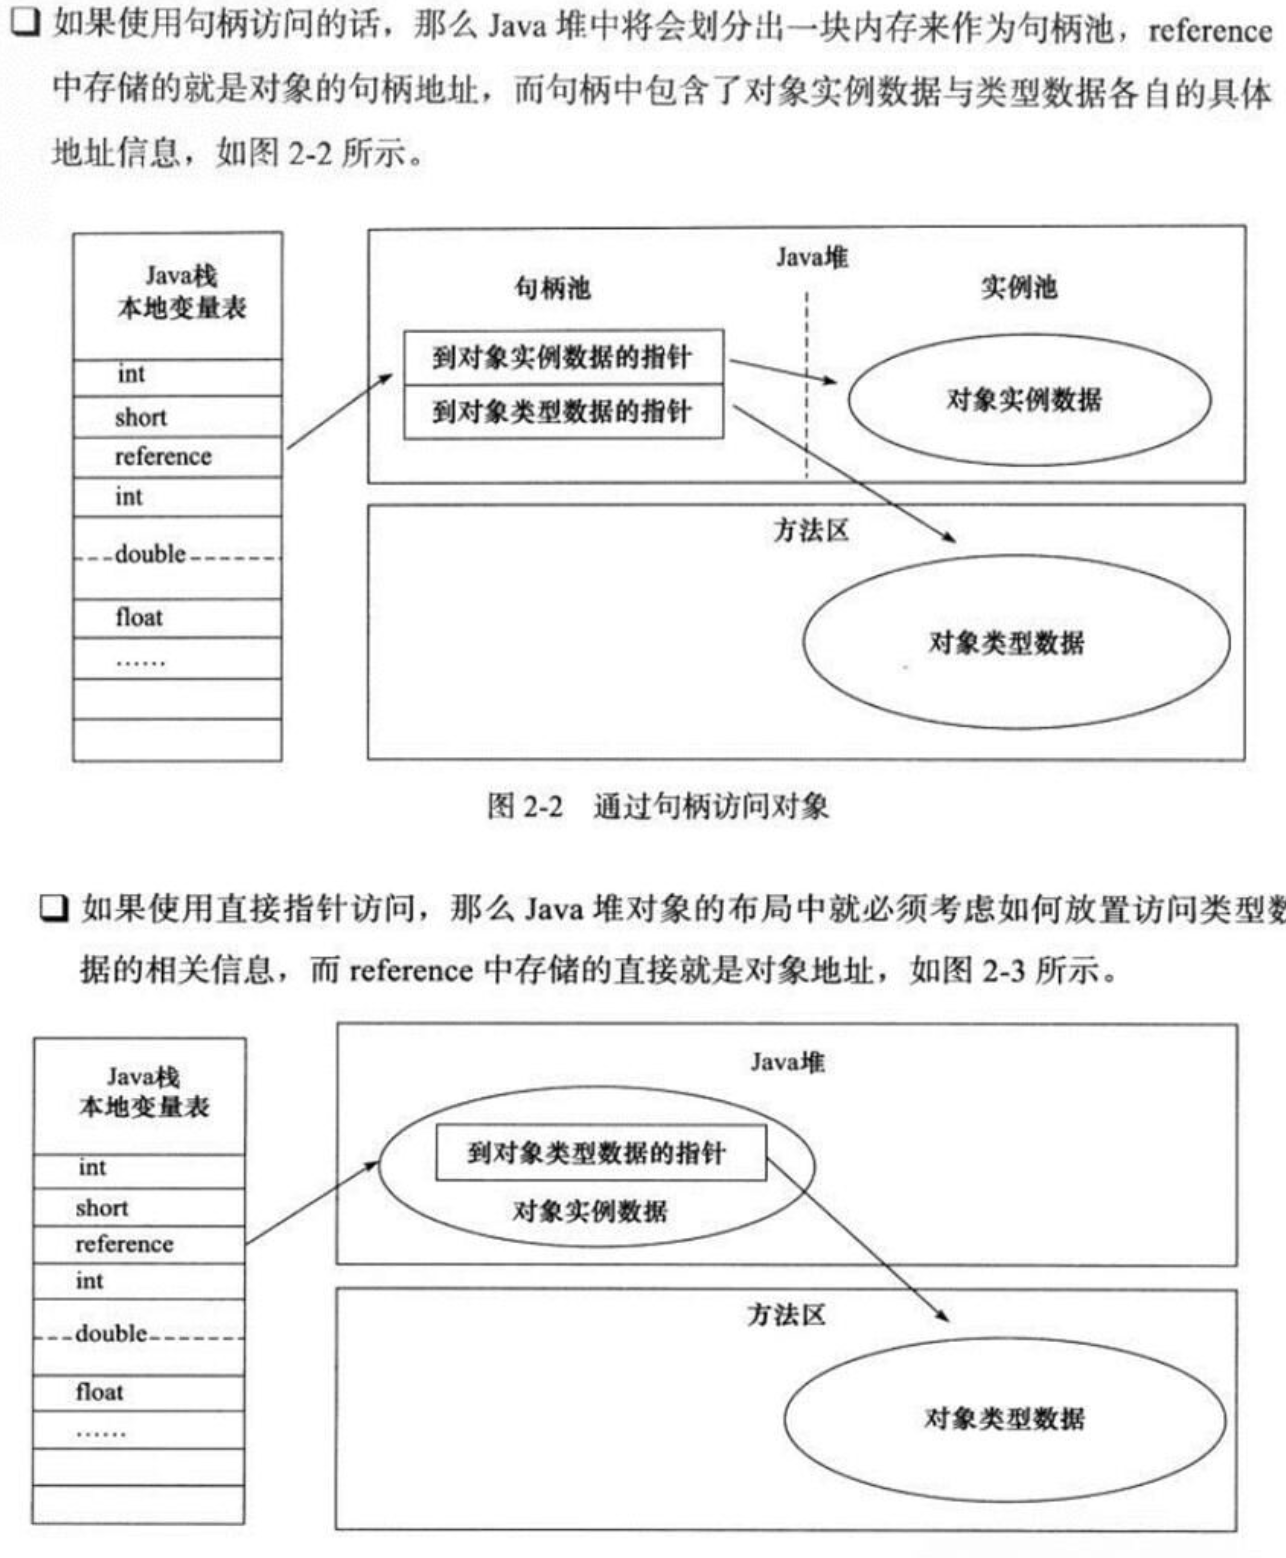 ❑ 如果使用句柄访问的话，那么 Java 堆中将会划分出一块内存来作为句柄池，reference
中存储的就是对象的句柄地址，而句柄中包含了对象实例数据与类型数据各自的具体
地址信息，如图 2-2 所示。
Java栈
本地变量表
int
short
reference
int
double
float
……
Java堆
句柄池
实例池
到对象实例数据的指针
到对象类型数据的指针
对象实例数据
方法区
对象类型数据
图 2-2 通过句柄访问对象
❑ 如果使用直接指针访问，那么 Java 堆对象的布局中就必须考虑如何放置访问类型数
据的相关信息，而 reference 中存储的直接就是对象地址，如图 2-3 所示。
Java栈
本地变量表
int
short
reference
int
double
float
……
Java堆
到对象类型数据的指针
对象实例数据
方法区
对象类型数据